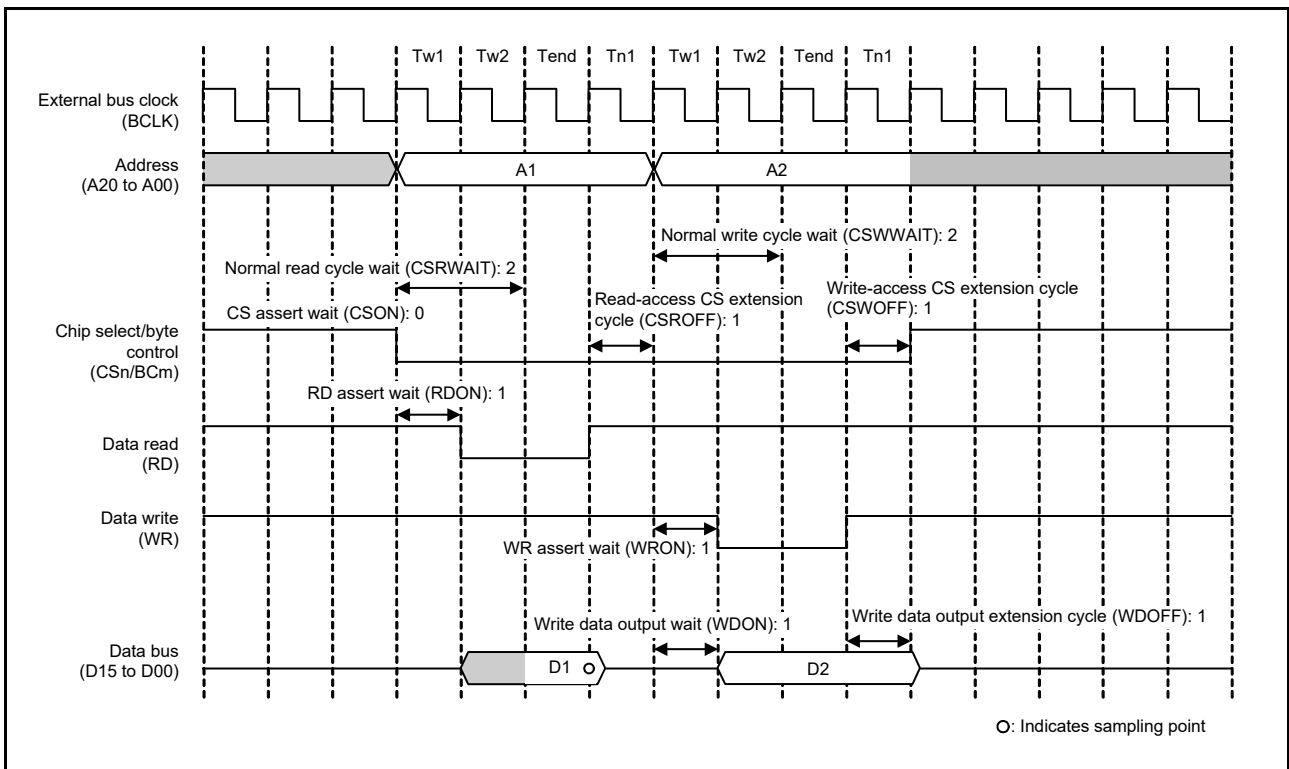 Tw1 Tw2 Tend Tn1 Tw1 Tw2 Tend Tn1
External bus clock
(BCLK)
Address
(A20 to A00)
A1 A2
Normal write cycle wait (CSWWAIT): 2
Normal read cycle wait (CSRWAIT): 2
Read-access CS extension
cycle (CSROFF): 1
Write-access CS extension cycle
(CSWOFF): 1
CS assert wait (CSON): 0
Chip select/byte
control
(CSn/BCm)
RD assert wait (RDON): 1
Data read
(RD)
Data write
(WR)
WR assert wait (WRON): 1
Write data output wait (WDON): 1
Write data output extension cycle (WDOFF): 1
Data bus
(D15 to D00)
D1 D2
O: Indicates sampling point